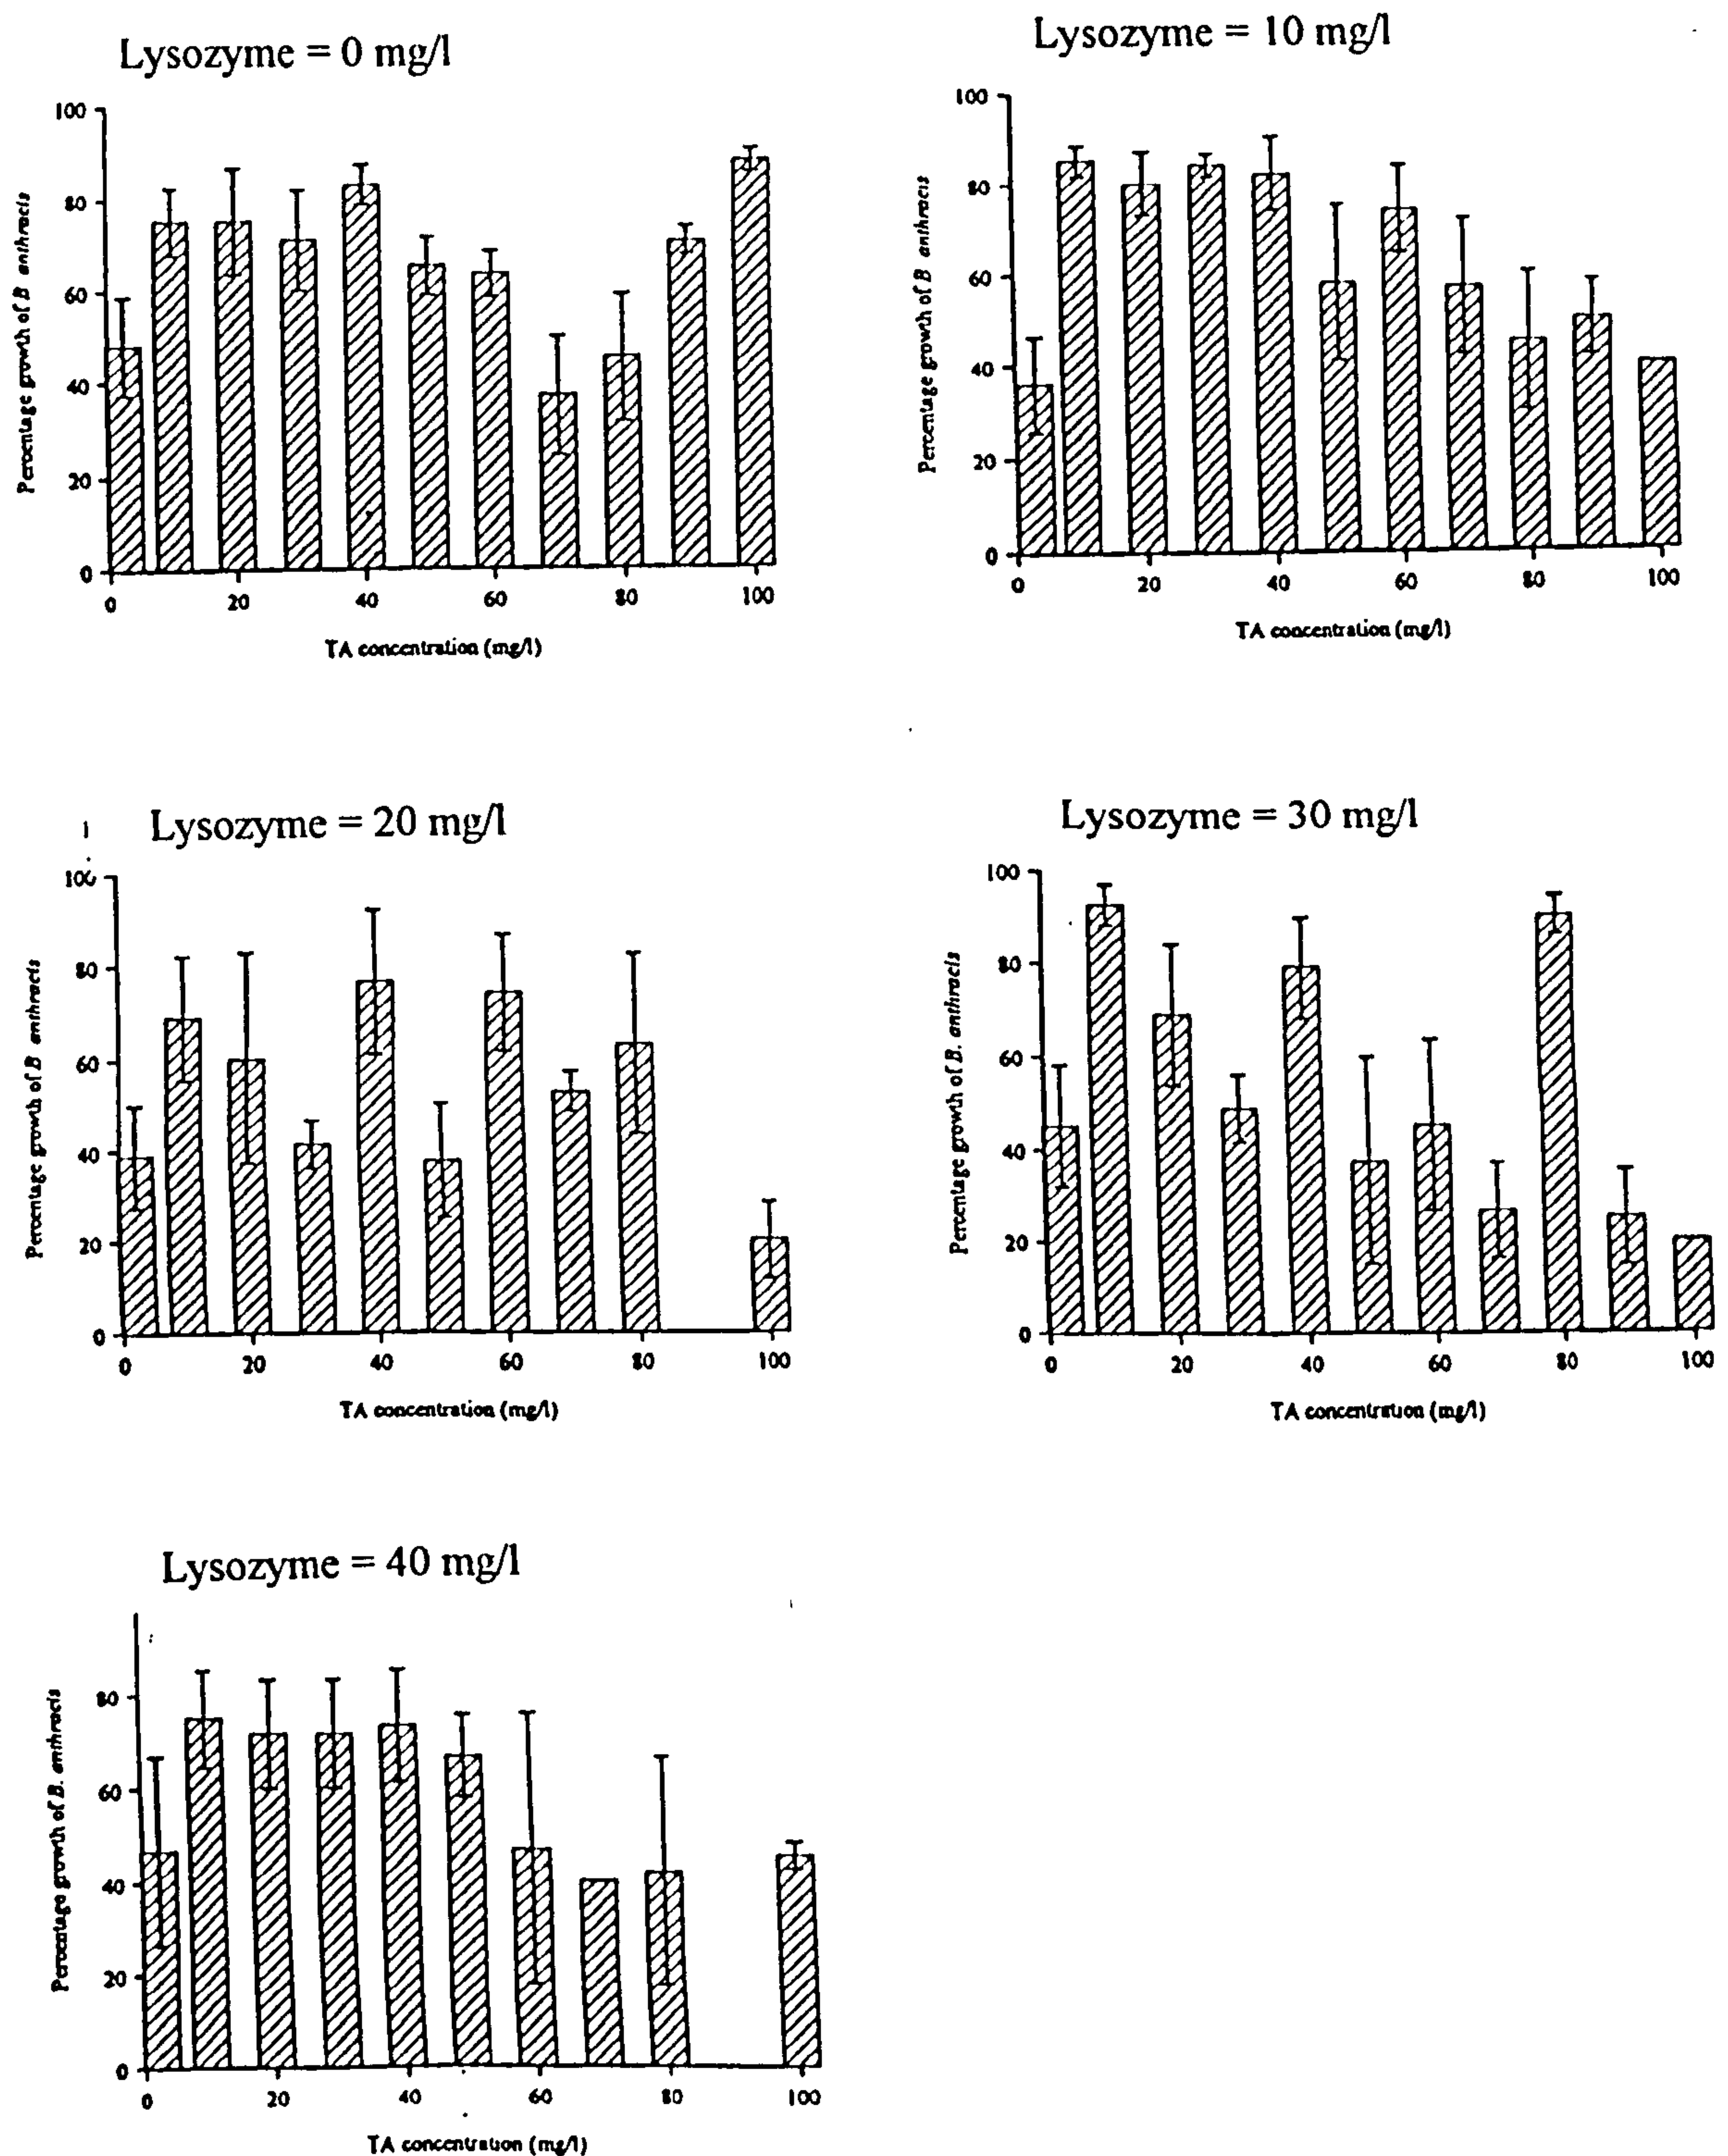 Lysozyme = 0 mg/l
100
80
60
40
20
0
Percentage growth of B anthracis
0 20 40 60 80 100
TA concentration (mg/l)
Lysozyme = 10 mg/l
100
80
60
40
20
0
Percentage growth of B anthracis
0 20 40 60 80 100
TA concentration (mg/l)
Lysozyme = 20 mg/l
100
80
60
40
20
0
Percentage growth of B anthracis
0 20 40 60 80 100
TA concentration (mg/l)
Lysozyme = 30 mg/l
100
80
60
40
20
0
Percentage growth of B. anthracis
0 20 40 60 80 100
TA concentration (mg/l)
Lysozyme = 40 mg/l
80
60
40
20
0
Percentage growth of B. anthracis
0 20 40 60 80 100
TA concentration (mg/l)